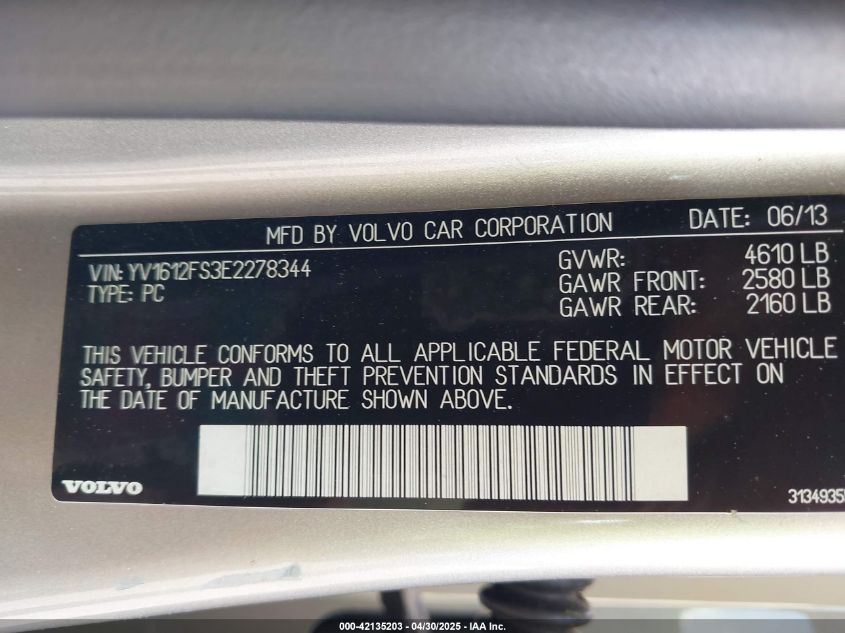 MFD BY VOLVO CAR CORPORATION DATE: 06/13
VIN: YV1612FS3E2278344 GVWR: 4610 LB
TYPE: PC GAWR FRONT: 2580 LB
GAWR REAR: 2160 LB
THIS VEHICLE CONFORMS TO ALL APPLICABLE FEDERAL MOTOR VEHICLE
SAFETY, BUMPER AND THEFT PREVENTION STANDARDS IN EFFECT ON
THE DATE OF MANUFACTURE SHOWN ABOVE.
VOLVO
000-42135203 - 04/30/2025 - IAA Inc.